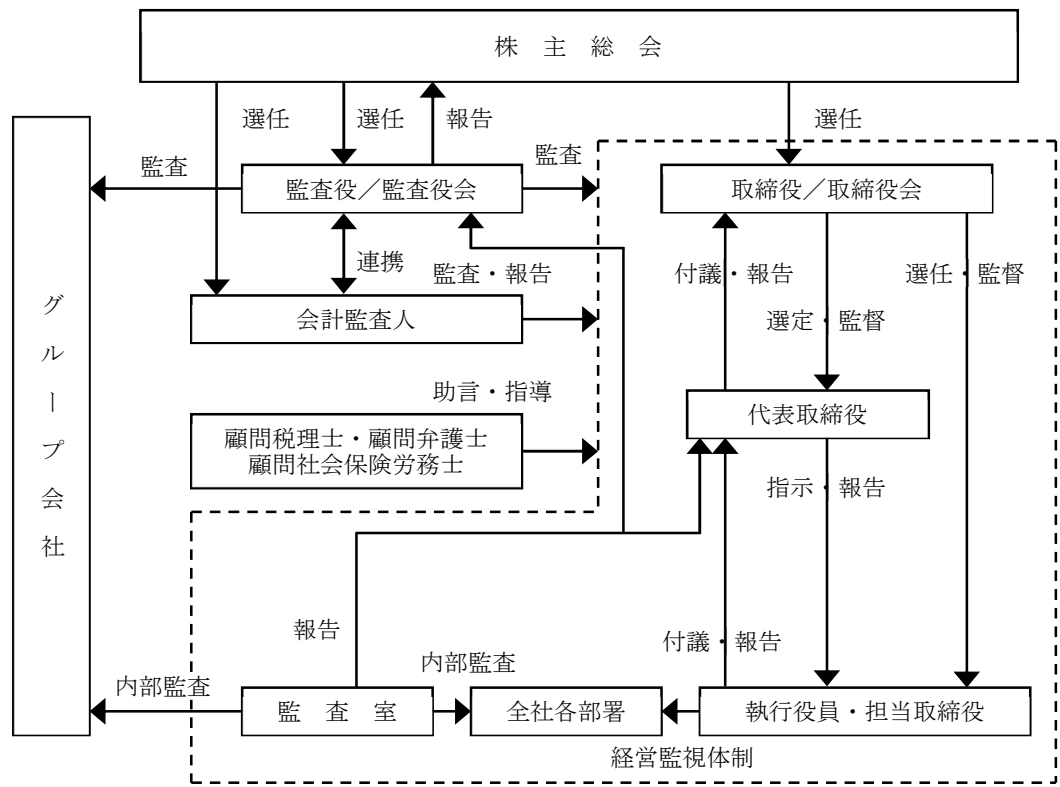 株主総会
選任
選任
報告
選任
監査
監査役／監査役会
監査
取締役／取締役会
連携
監査・報告
付議・報告
選任・監督
会計監査人
選定・監督
グループ会社
助言・指導
代表取締役
顧問税理士・顧問弁護士
顧問社会保険労務士
指示・報告
報告
付議・報告
内部監査
内部監査
監査室
全社各部署
執行役員・担当取締役
経営監視体制